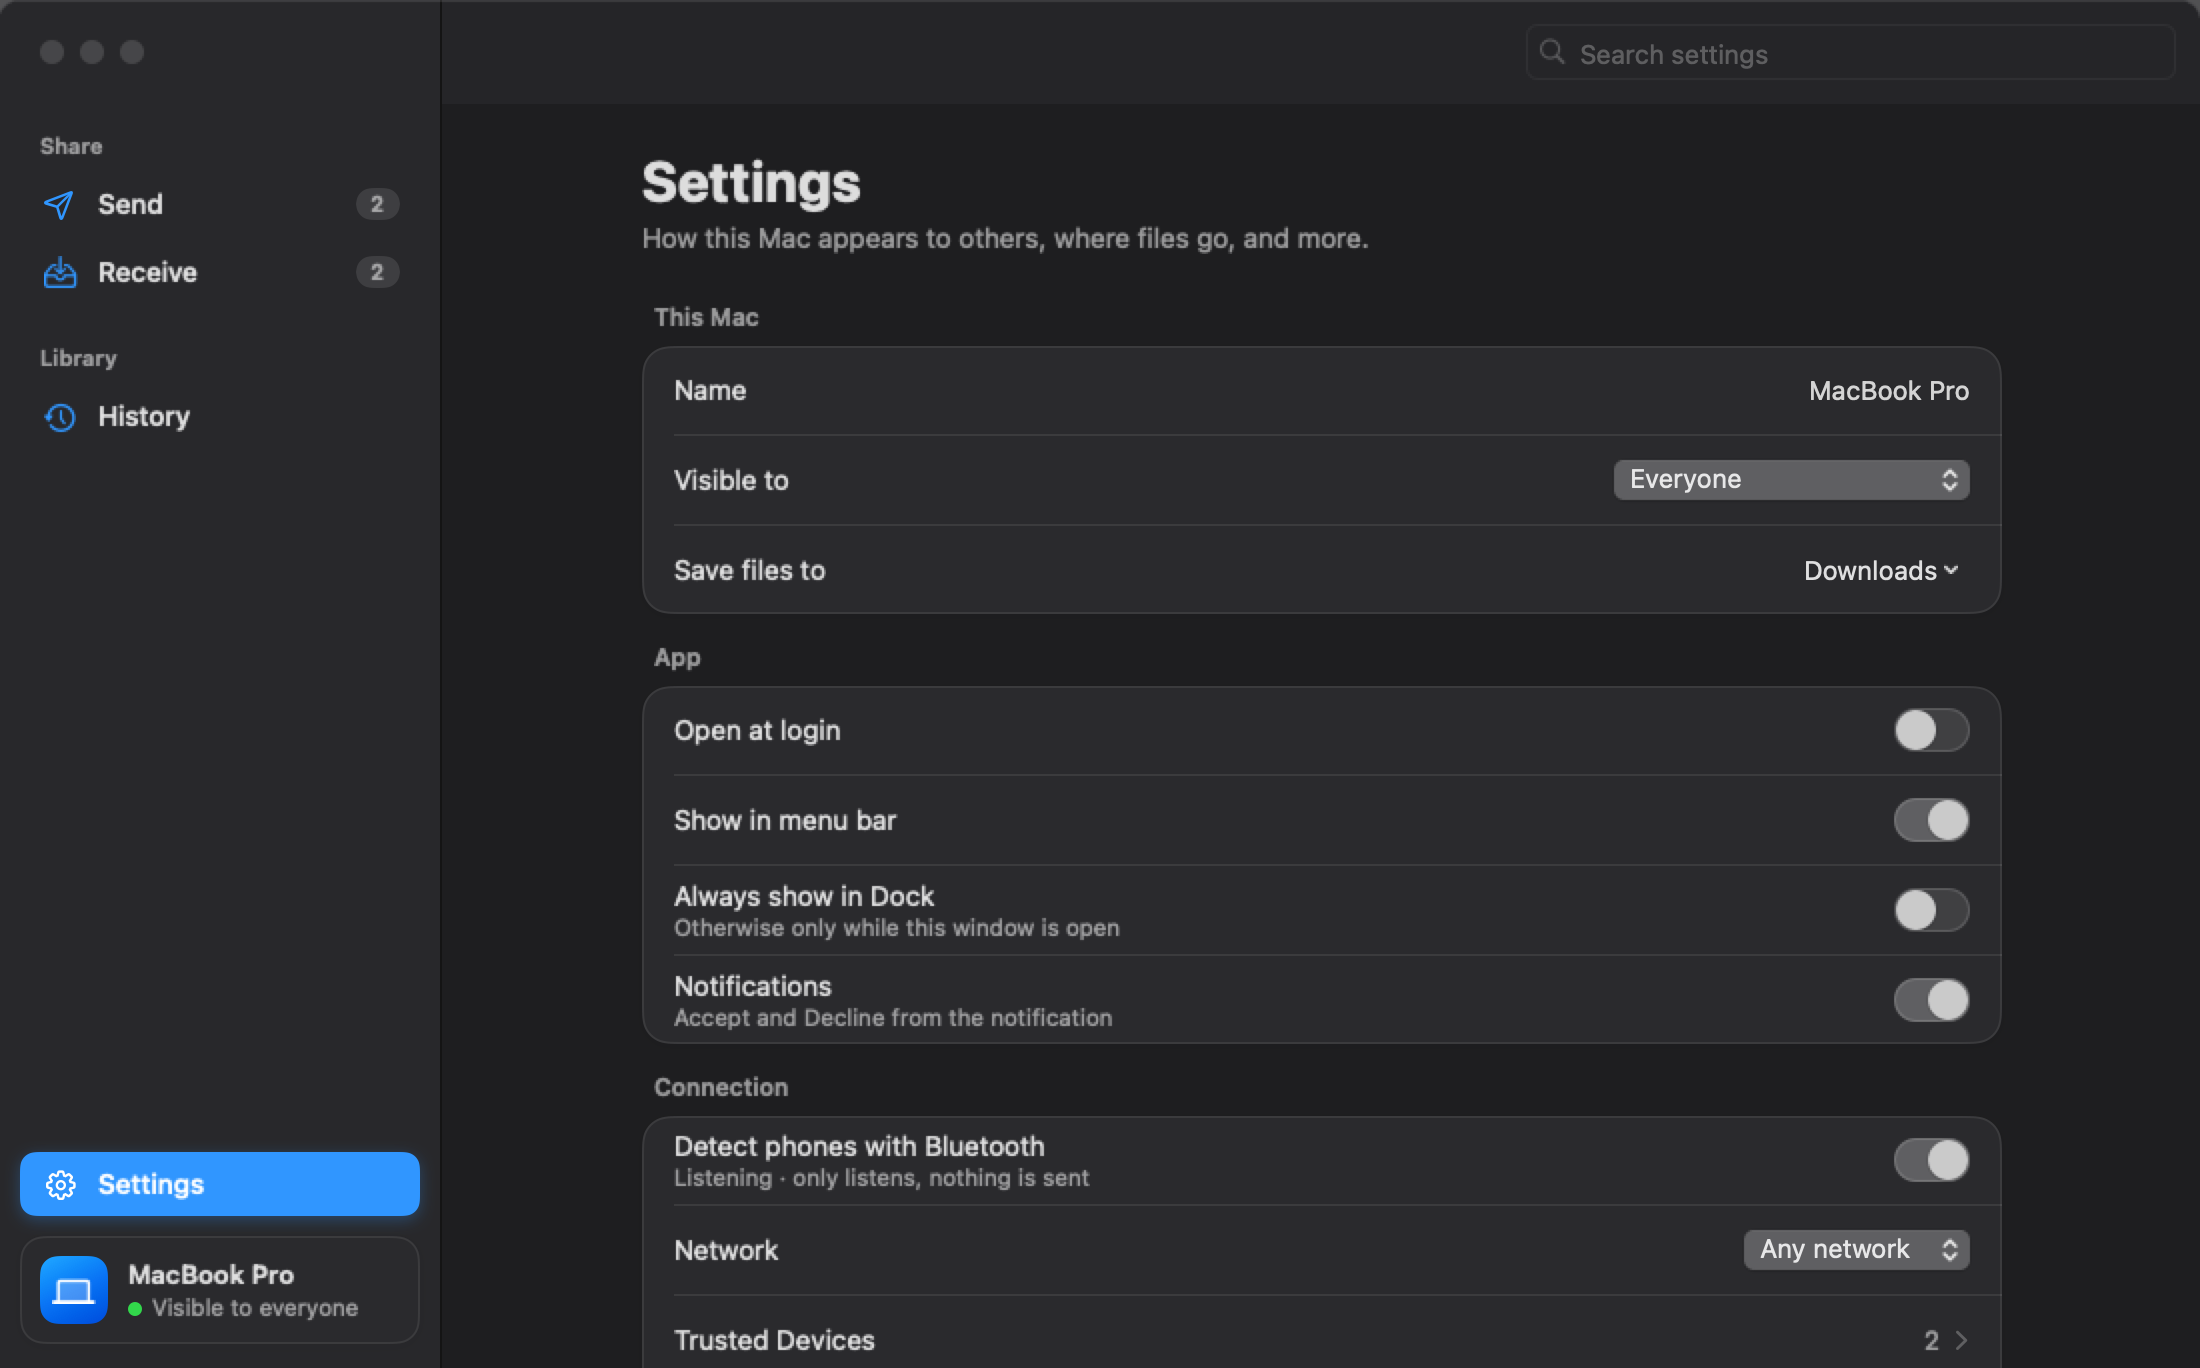 Search settings
Share
Send 2
Receive 2
Library
History
Settings
MacBook Pro
Visible to everyone
Settings
How this Mac appears to others, where files go, and more.
This Mac
Name MacBook Pro
Visible to Everyone
Save files to Downloads
App
Open at login
Show in menu bar
Always show in Dock
Otherwise only while this window is open
Notifications
Accept and Decline from the notification
Connection
Detect phones with Bluetooth
Listening · only listens, nothing is sent
Network Any network
Trusted Devices 2